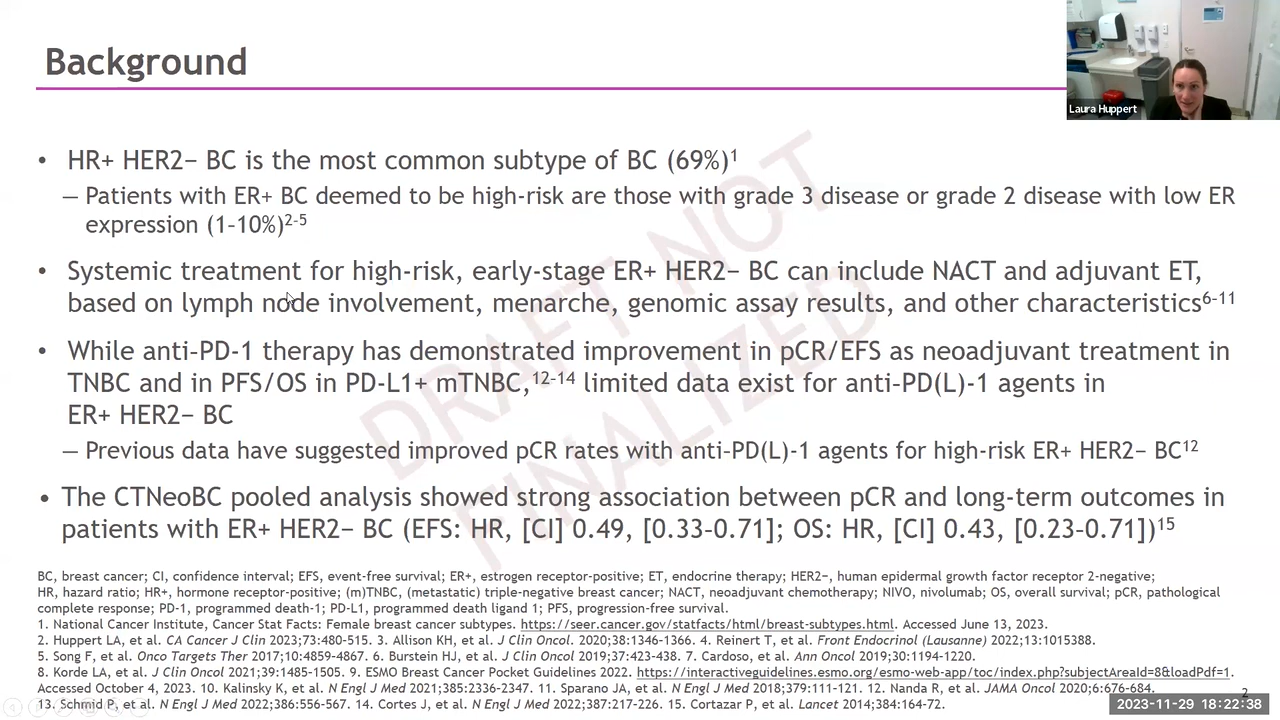 Background
Laura Huppert
• HR+ HER2− BC is the most common subtype of BC (69%)1
— Patients with ER+ BC deemed to be high-risk are those with grade 3 disease or grade 2 disease with low ER
expression (1–10%)2–5
• Systemic treatment for high-risk, early-stage ER+ HER2− BC can include NACT and adjuvant ET,
based on lymph node involvement, menarche, genomic assay results, and other characteristics6–11
• While anti–PD-1 therapy has demonstrated improvement in pCR/EFS as neoadjuvant treatment in
TNBC and in PFS/OS in PD-L1+ mTNBC,12–14 limited data exist for anti–PD(L)-1 agents in
ER+ HER2− BC
— Previous data have suggested improved pCR rates with anti–PD(L)-1 agents for high-risk ER+ HER2− BC12
• The CTNeoBC pooled analysis showed strong association between pCR and long-term outcomes in
patients with ER+ HER2− BC (EFS: HR, [CI] 0.49, [0.33–0.71]; OS: HR, [CI] 0.43, [0.23–0.71])15
DRAFT NOT
FINALIZED
BC, breast cancer; CI, confidence interval; EFS, event-free survival; ER+, estrogen receptor-positive; ET, endocrine therapy; HER2−, human epidermal growth factor receptor 2-negative;
HR, hazard ratio; HR+, hormone receptor-positive; (m)TNBC, (metastatic) triple-negative breast cancer; NACT, neoadjuvant chemotherapy; NIVO, nivolumab; OS, overall survival; pCR, pathological
complete response; PD-1, programmed death-1; PD-L1, programmed death ligand 1; PFS, progression-free survival.
1. National Cancer Institute, Cancer Stat Facts: Female breast cancer subtypes. https://seer.cancer.gov/statfacts/html/breast-subtypes.html. Accessed June 13, 2023.
2. Huppert LA, et al. CA Cancer J Clin 2023;73:480-515. 3. Allison KH, et al. J Clin Oncol. 2020;38:1346-1366. 4. Reinert T, et al. Front Endocrinol (Lausanne) 2022;13:1015388.
5. Song F, et al. Onco Targets Ther 2017;10:4859-4867. 6. Burstein HJ, et al. J Clin Oncol 2019;37:423-438. 7. Cardoso, et al. Ann Oncol 2019;30:1194-1220.
8. Korde LA, et al. J Clin Oncol 2021;39:1485-1505. 9. ESMO Breast Cancer Pocket Guidelines 2022. https://interactiveguidelines.esmo.org/esmo-web-app/toc/index.php?subjectAreaId=8&loadPdf=1.
Accessed October 4, 2023. 10. Kalinsky K, et al. N Engl J Med 2021;385:2336-2347. 11. Sparano JA, et al. N Engl J Med 2018;379:111-121. 12. Nanda R, et al. JAMA Oncol 2020;6:676-684.
13. Schmid P, et al. N Engl J Med 2022;386:556-567. 14. Cortes J, et al. N Engl J Med 2022;387:217-226. 15. Cortazar P, et al. Lancet 2014;384:164-72.
2
2023-11-29 18:22:38